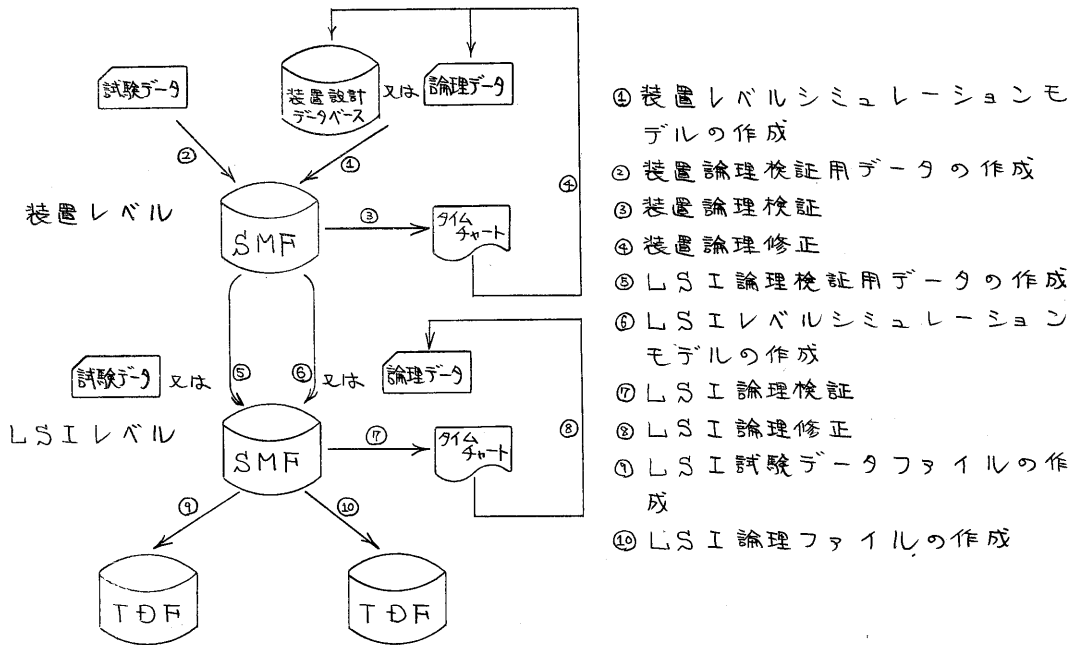 試験データ
装置設計
データベース
又は
論理データ
②
①
④
装置レベル
SMF
③
タイム
チャート
試験データ
又は
⑤
⑥
又は
論理データ
LSIレベル
SMF
⑦
タイム
チャート
⑧
⑨
⑩
TDF
TDF
①装置レベルシミュレーションモ
デルの作成
②装置論理検証用データの作成
③装置論理検証
④装置論理修正
⑤LSI論理検証用データの作成
⑥LSIレベルシミュレーション
モデルの作成
⑦LSI論理検証
⑧LSI論理修正
⑨LSI試験データファイルの作
成
⑩LSI論理ファイルの作成